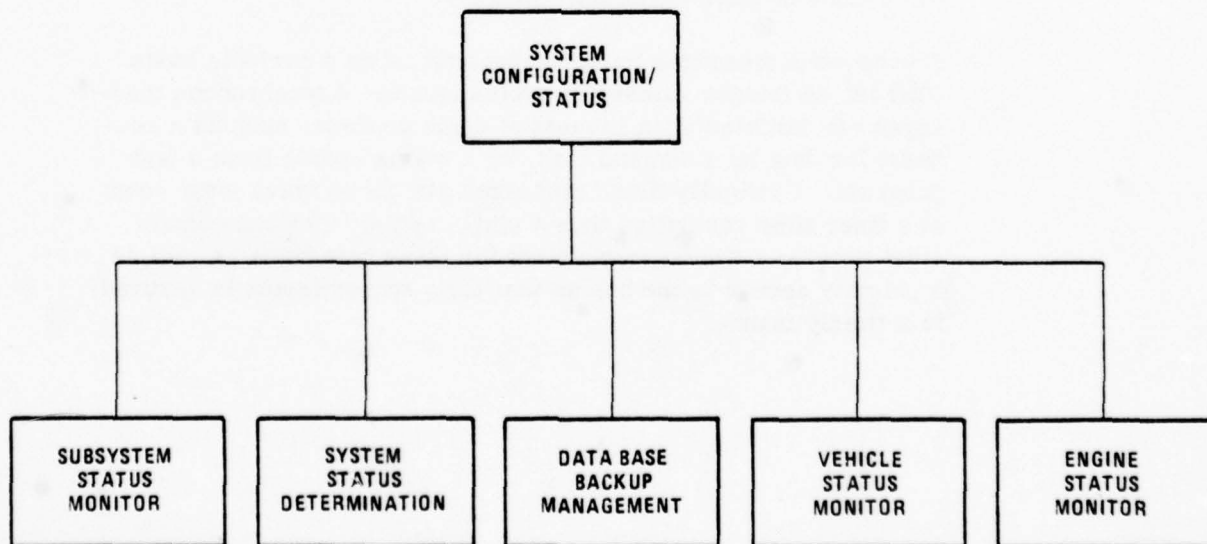 SYSTEM
CONFIGURATION/
STATUS
SUBSYSTEM
STATUS
MONITOR
SYSTEM
STATUS
DETERMINATION
DATA BASE
BACKUP
MANAGEMENT
VEHICLE
STATUS
MONITOR
ENGINE
STATUS
MONITOR